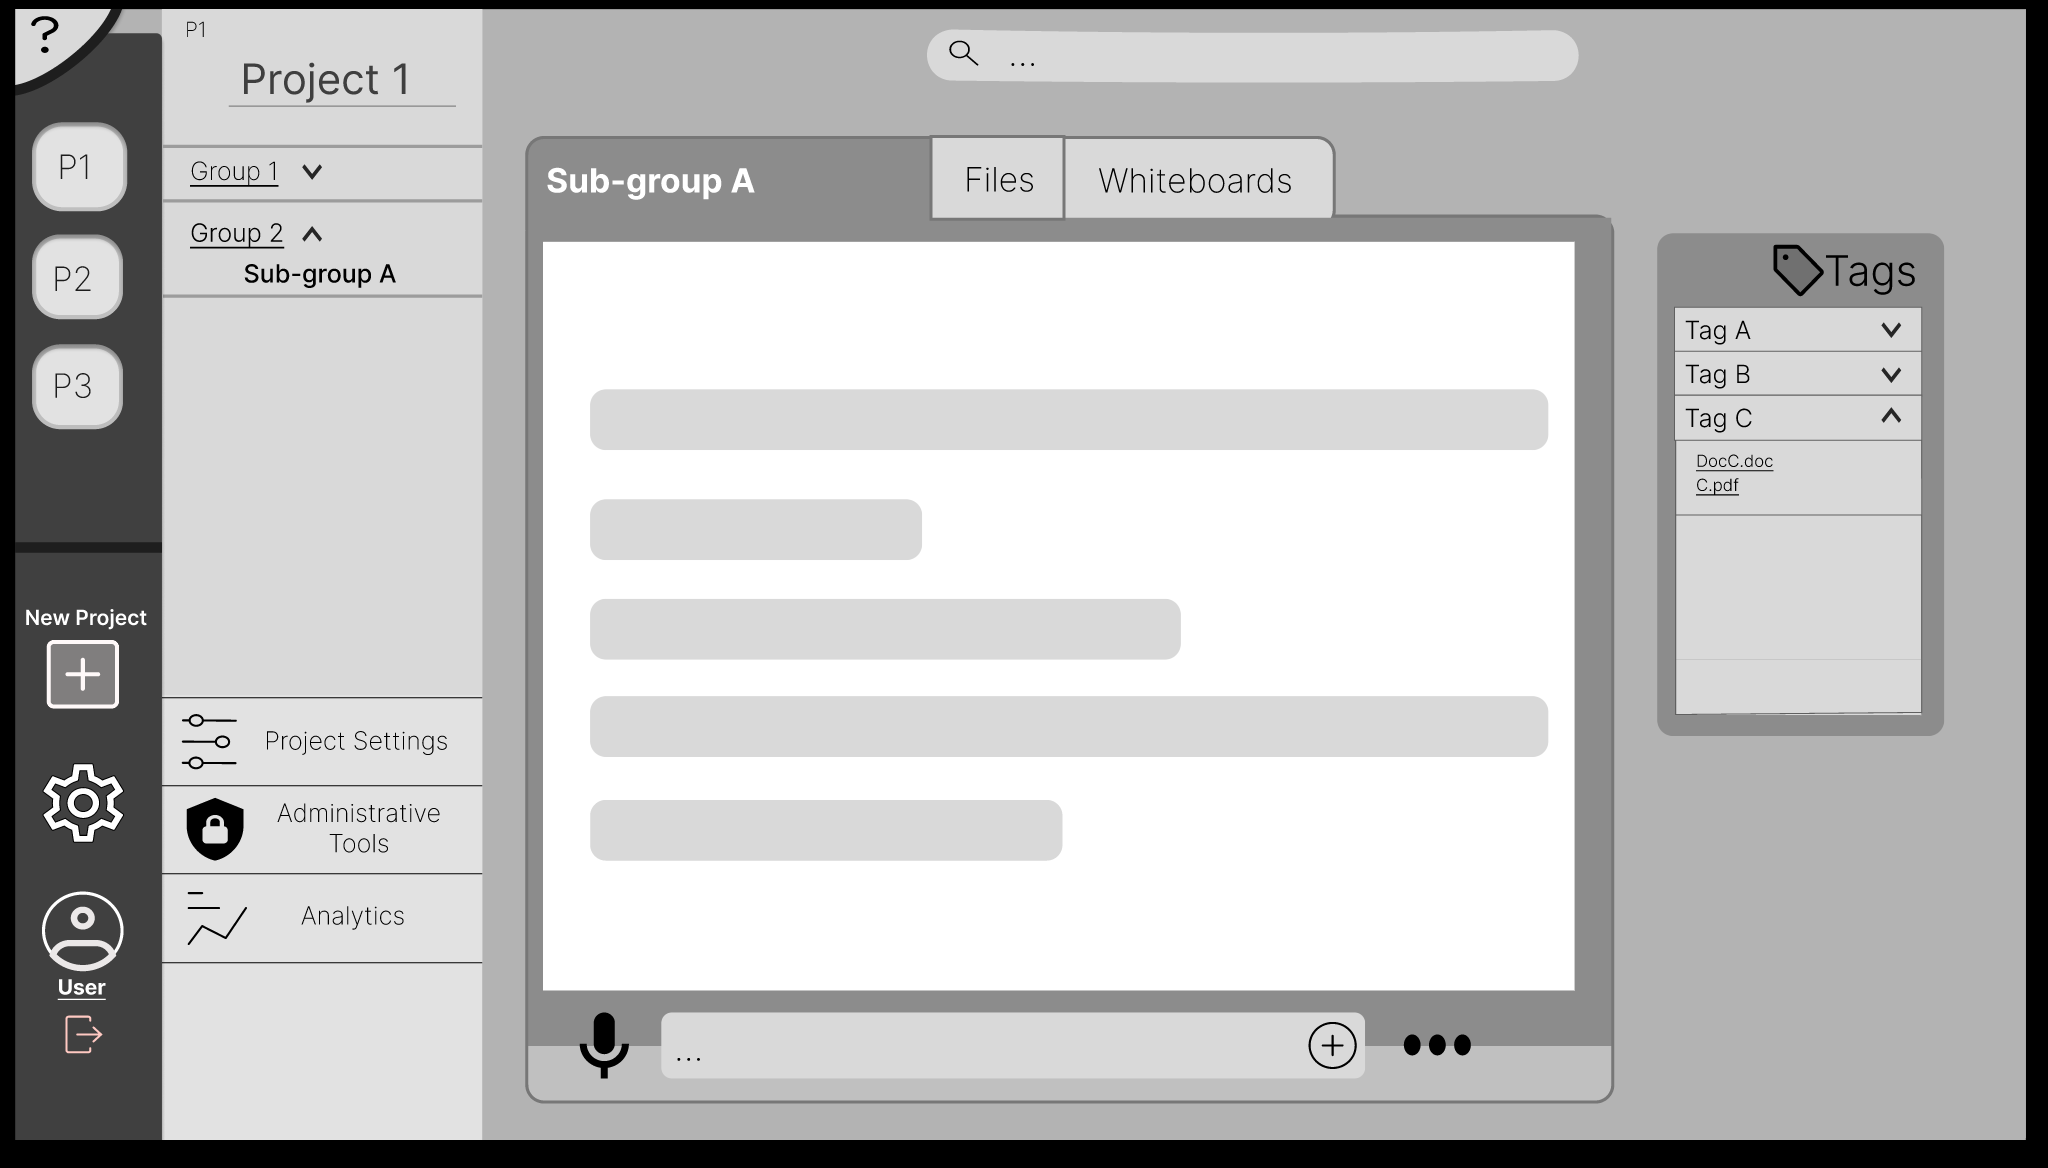 ?
P1
Project 1
P1
P2
P3
Group 1
Group 2
Sub-group A
New Project
User
Project Settings
Administrative
Tools
Analytics
...
Sub-group A
Files
Whiteboards
...
Tags
Tag A
Tag B
Tag C
DocC.doc
C.pdf